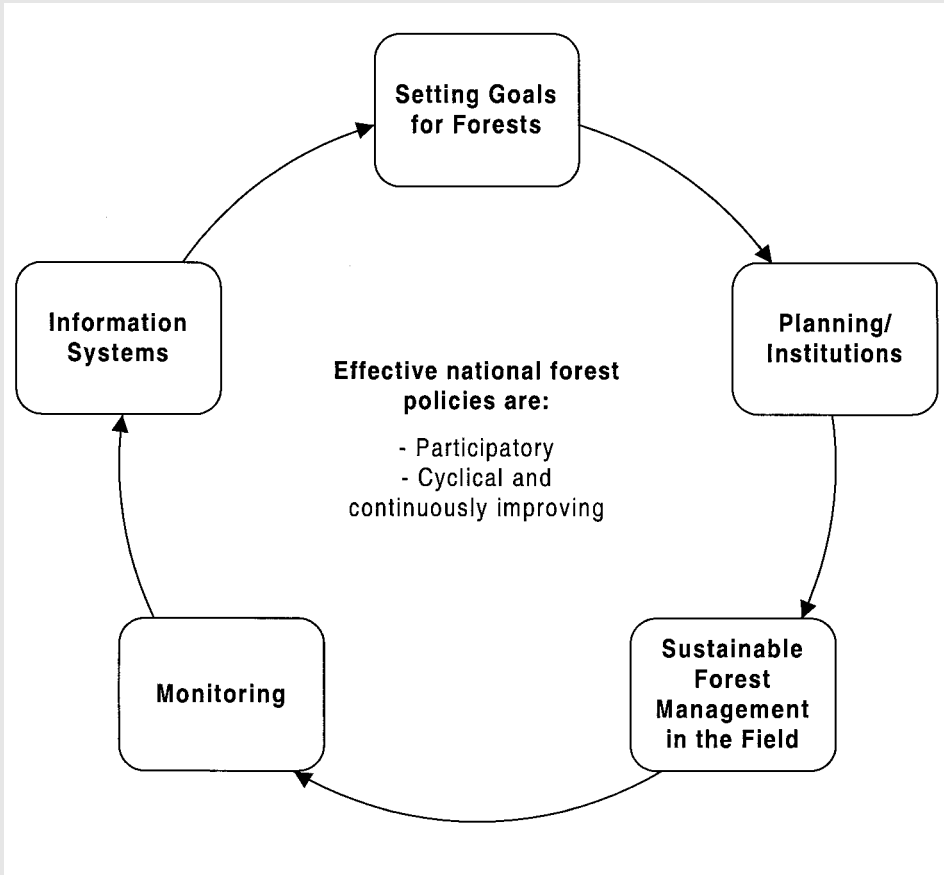 Setting Goals
for Forests
Planning/
Institutions
Sustainable
Forest
Management
in the Field
Monitoring
Information
Systems
Effective national forest
policies are:
- Participatory
- Cyclical and
continuously improving